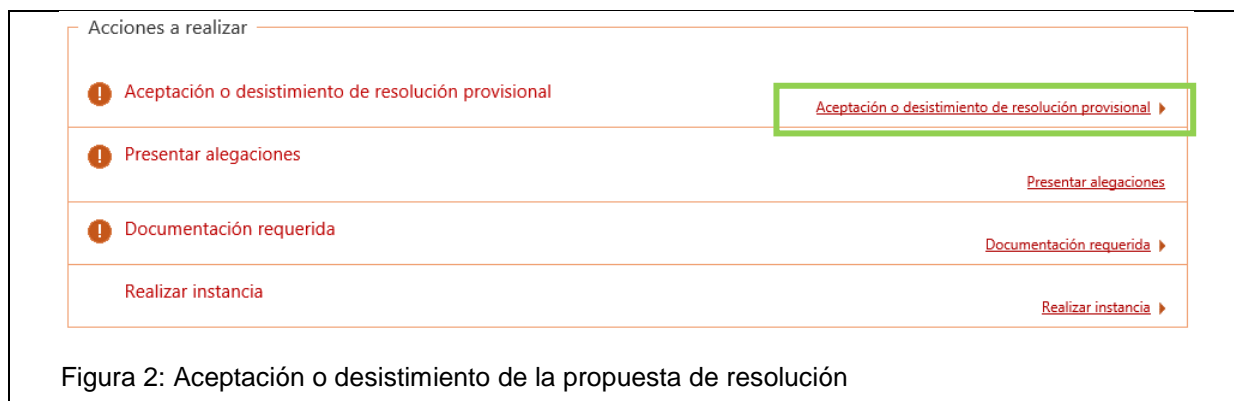 Acciones a realizar
Aceptación o desistimiento de resolución provisional
Aceptación o desistimiento de resolución provisional
Presentar alegaciones
Presentar alegaciones
Documentación requerida
Documentación requerida
Realizar instancia
Realizar instancia
Figura 2: Aceptación o desistimiento de la propuesta de resolución